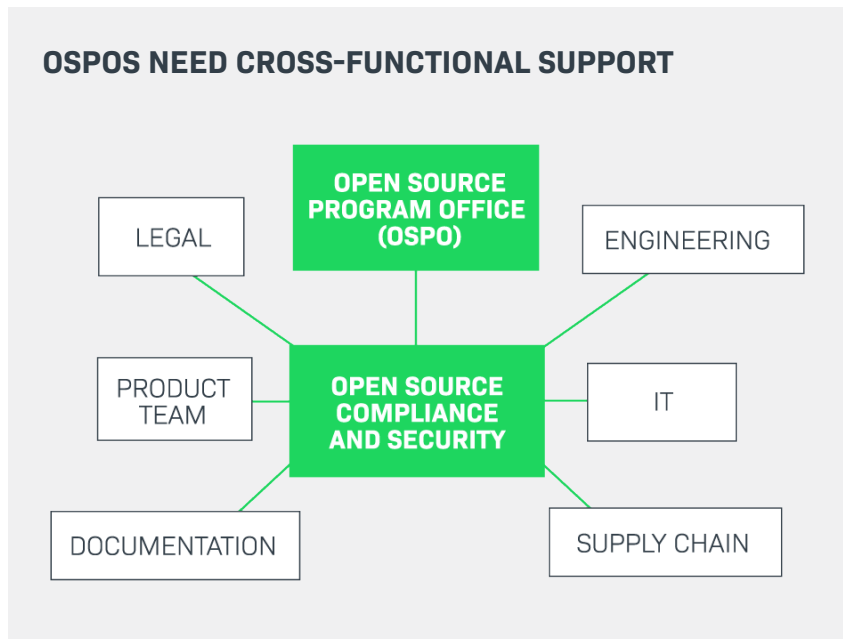 OSPOS NEED CROSS-FUNCTIONAL SUPPORT
OPEN SOURCE
PROGRAM OFFICE
(OSPO)
LEGAL
ENGINEERING
PRODUCT
TEAM
OPEN SOURCE
COMPLIANCE
AND SECURITY
IT
DOCUMENTATION
SUPPLY CHAIN